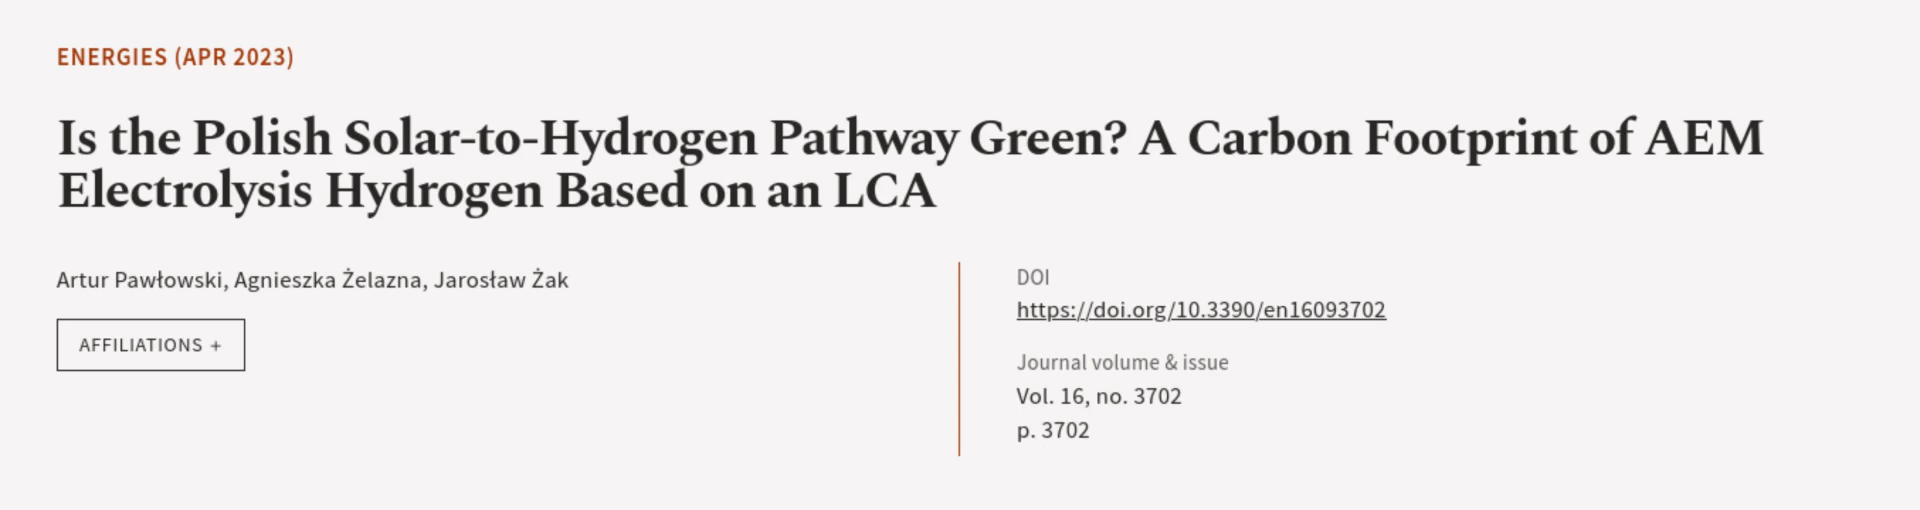 ENERGIES (APR 2023)
Is the Polish Solar-to-Hydrogen Pathway Green? A Carbon Footprint of AEM
Electrolysis Hydrogen Based on an LCA
Artur Pawłowski, Agnieszka Żelazna, Jarosław Żak
AFFILIATIONS +
DOI
https://doi.org/10.3390/en16093702
Journal volume & issue
Vol. 16, no. 3702
p. 3702